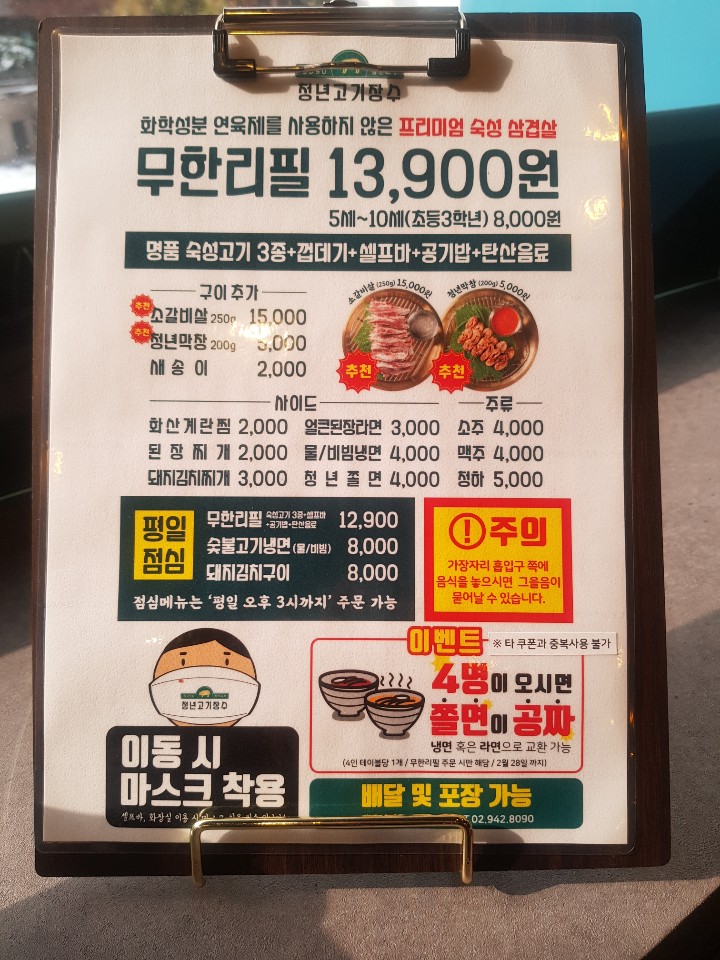 청년고기장수
화학성분 연육제를 사용하지 않은 프리미엄 숙성 삼겹살
무한리필 13,900원
5세~10세(초등3학년) 8,000원
명품 숙성고기 3종+껍데기+셀프바+공기밥+탄산음료
구이 추가
추천 소갈비살 250g 15,000
추천 청년막창 200g 5,000
새송이 2,000
소갈비살 (250g) 15,000원
추천
청년막창 (200g) 5,000원
추천
사이드
화산계란찜 2,000 얼큰된장라면 3,000
된장찌개 2,000 물/비빔냉면 4,000
돼지김치찌개 3,000 청년쫄면 4,000
주류
소주 4,000
맥주 4,000
청하 5,000
평일
점심
무한리필 숙성고기 3종+셀프바
+공기밥+탄산음료 12,900
숯불고기냉면 (물/비빔) 8,000
돼지김치구이 8,000
점심메뉴는 '평일 오후 3시까지' 주문 가능
주의
가장자리 흡입구 쪽에
음식을 놓으시면 그을음이
묻어날 수 있습니다.
청년고기장수
이동 시
마스크 착용
셀프바, 화장실 이용 시
이벤트 ※ 타 쿠폰과 중복사용 불가
4명이 오시면
쫄면이 공짜
냉면 혹은 라면으로 교환 가능
(4인 테이블당 1개 / 무한리필 주문 시만 해당 / 2월 28일 까지)
배달 및 포장 가능
02.942.8090